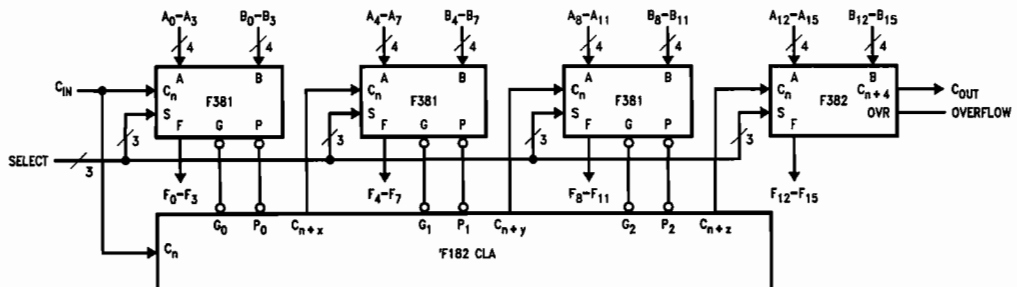 A0–A3 B0–B3 A4–A7 B4–B7 A8–A11 B8–B11 A12–A15 B12–B15
4 4 4 4 4 4 4 4
A B A B A B A B
CIN Cn F381 Cn F381 Cn F381 Cn F382 Cn+4 COUT
S S S S OVR OVERFLOW
F G P F G P F G P F
3 3 3 3
SELECT 3
F0–F3 F4–F7 F8–F11 F12–F15
G0 P0 Cn+x G1 P1 Cn+y G2 P2 Cn+z
Cn 'F182 CLA